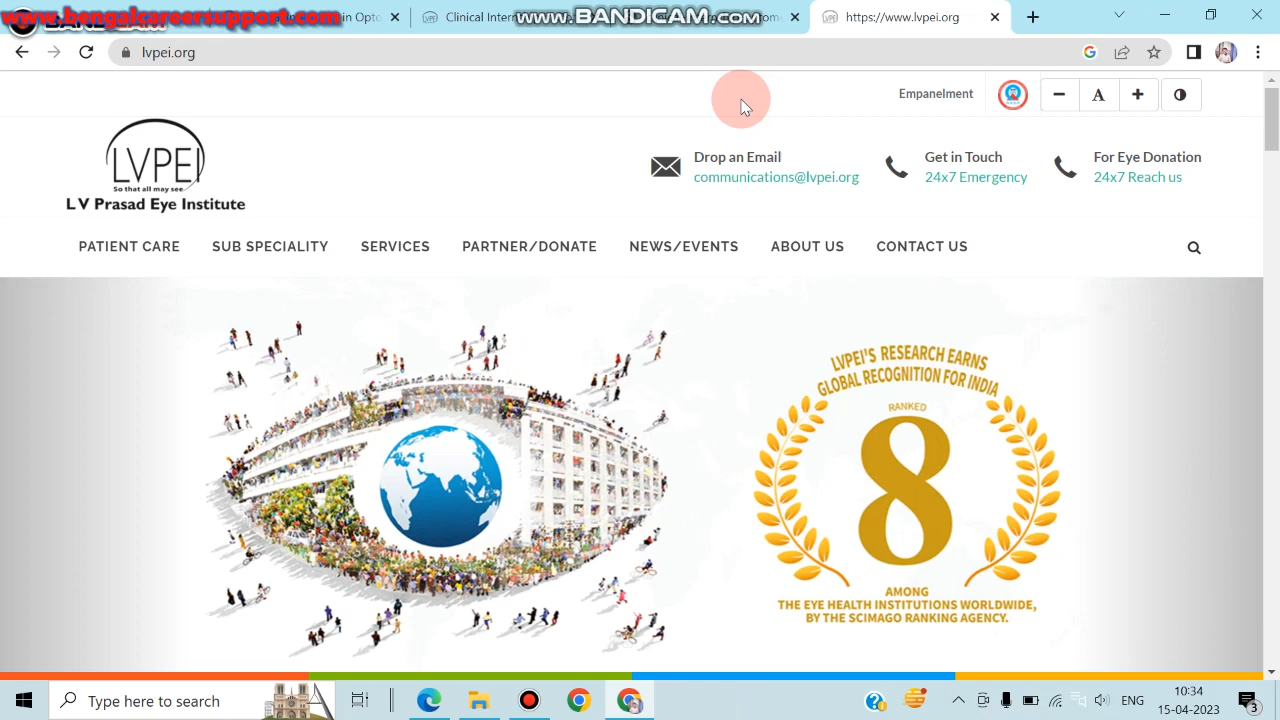 www.bengalcareersupport.com
in Opto
Clinical
www.BANDICAM.com
https://www.lvpei.org
lvpei.org
Empanelment
A
LVPEI
So that all may see
L V Prasad Eye Institute
Drop an Email
communications@lvpei.org
Get in Touch
24x7 Emergency
For Eye Donation
24x7 Reach us
PATIENT CARE
SUB SPECIALITY
SERVICES
PARTNER/DONATE
NEWS/EVENTS
ABOUT US
CONTACT US
LVPEI'S RESEARCH EARNS
GLOBAL RECOGNITION FOR INDIA
RANKED
8
AMONG
THE EYE HEALTH INSTITUTIONS WORLDWIDE,
BY THE SCIMAGO RANKING AGENCY.
Type here to search
ENG
10:34
15-04-2023
3